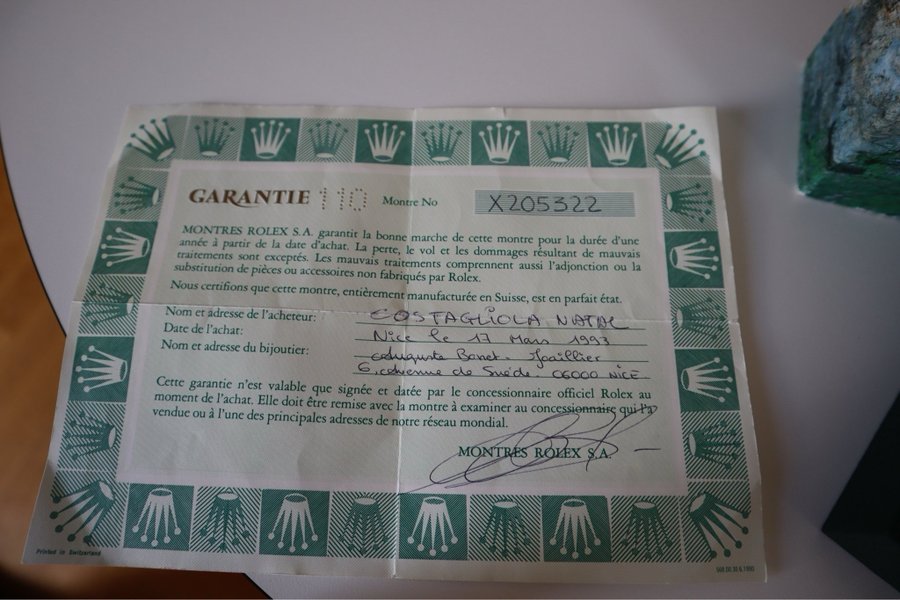 GARANTIE 110 Montre No X205322
MONTRES ROLEX S.A. garantit la bonne marche de cette montre pour la durée d'une
année à partir de la date d'achat. La perte, le vol et les dommages résultant de mauvais
traitements sont exceptés. Les mauvais traitements comprennent aussi l'adjonction ou la
substitution de pièces ou accessoires non fabriqués par Rolex.
Nous certifions que cette montre, entièrement manufacturée en Suisse, est en parfait état.
Nom et adresse de l'acheteur: COSTAGLIOLA NATAL
Date de l'achat: Nice le 17 Mars 1993
Nom et adresse du bijoutier: Auguste Bonet - Joaillier
6, Avenue de Suède 06000 NICE
Cette garantie n'est valable que signée et datée par le concessionnaire officiel Rolex au
moment de l'achat. Elle doit être remise avec la montre à examiner au concessionnaire qui l'a
vendue ou à l'une des principales adresses de notre réseau mondial.
MONTRES ROLEX S.A.
Printed in Switzerland